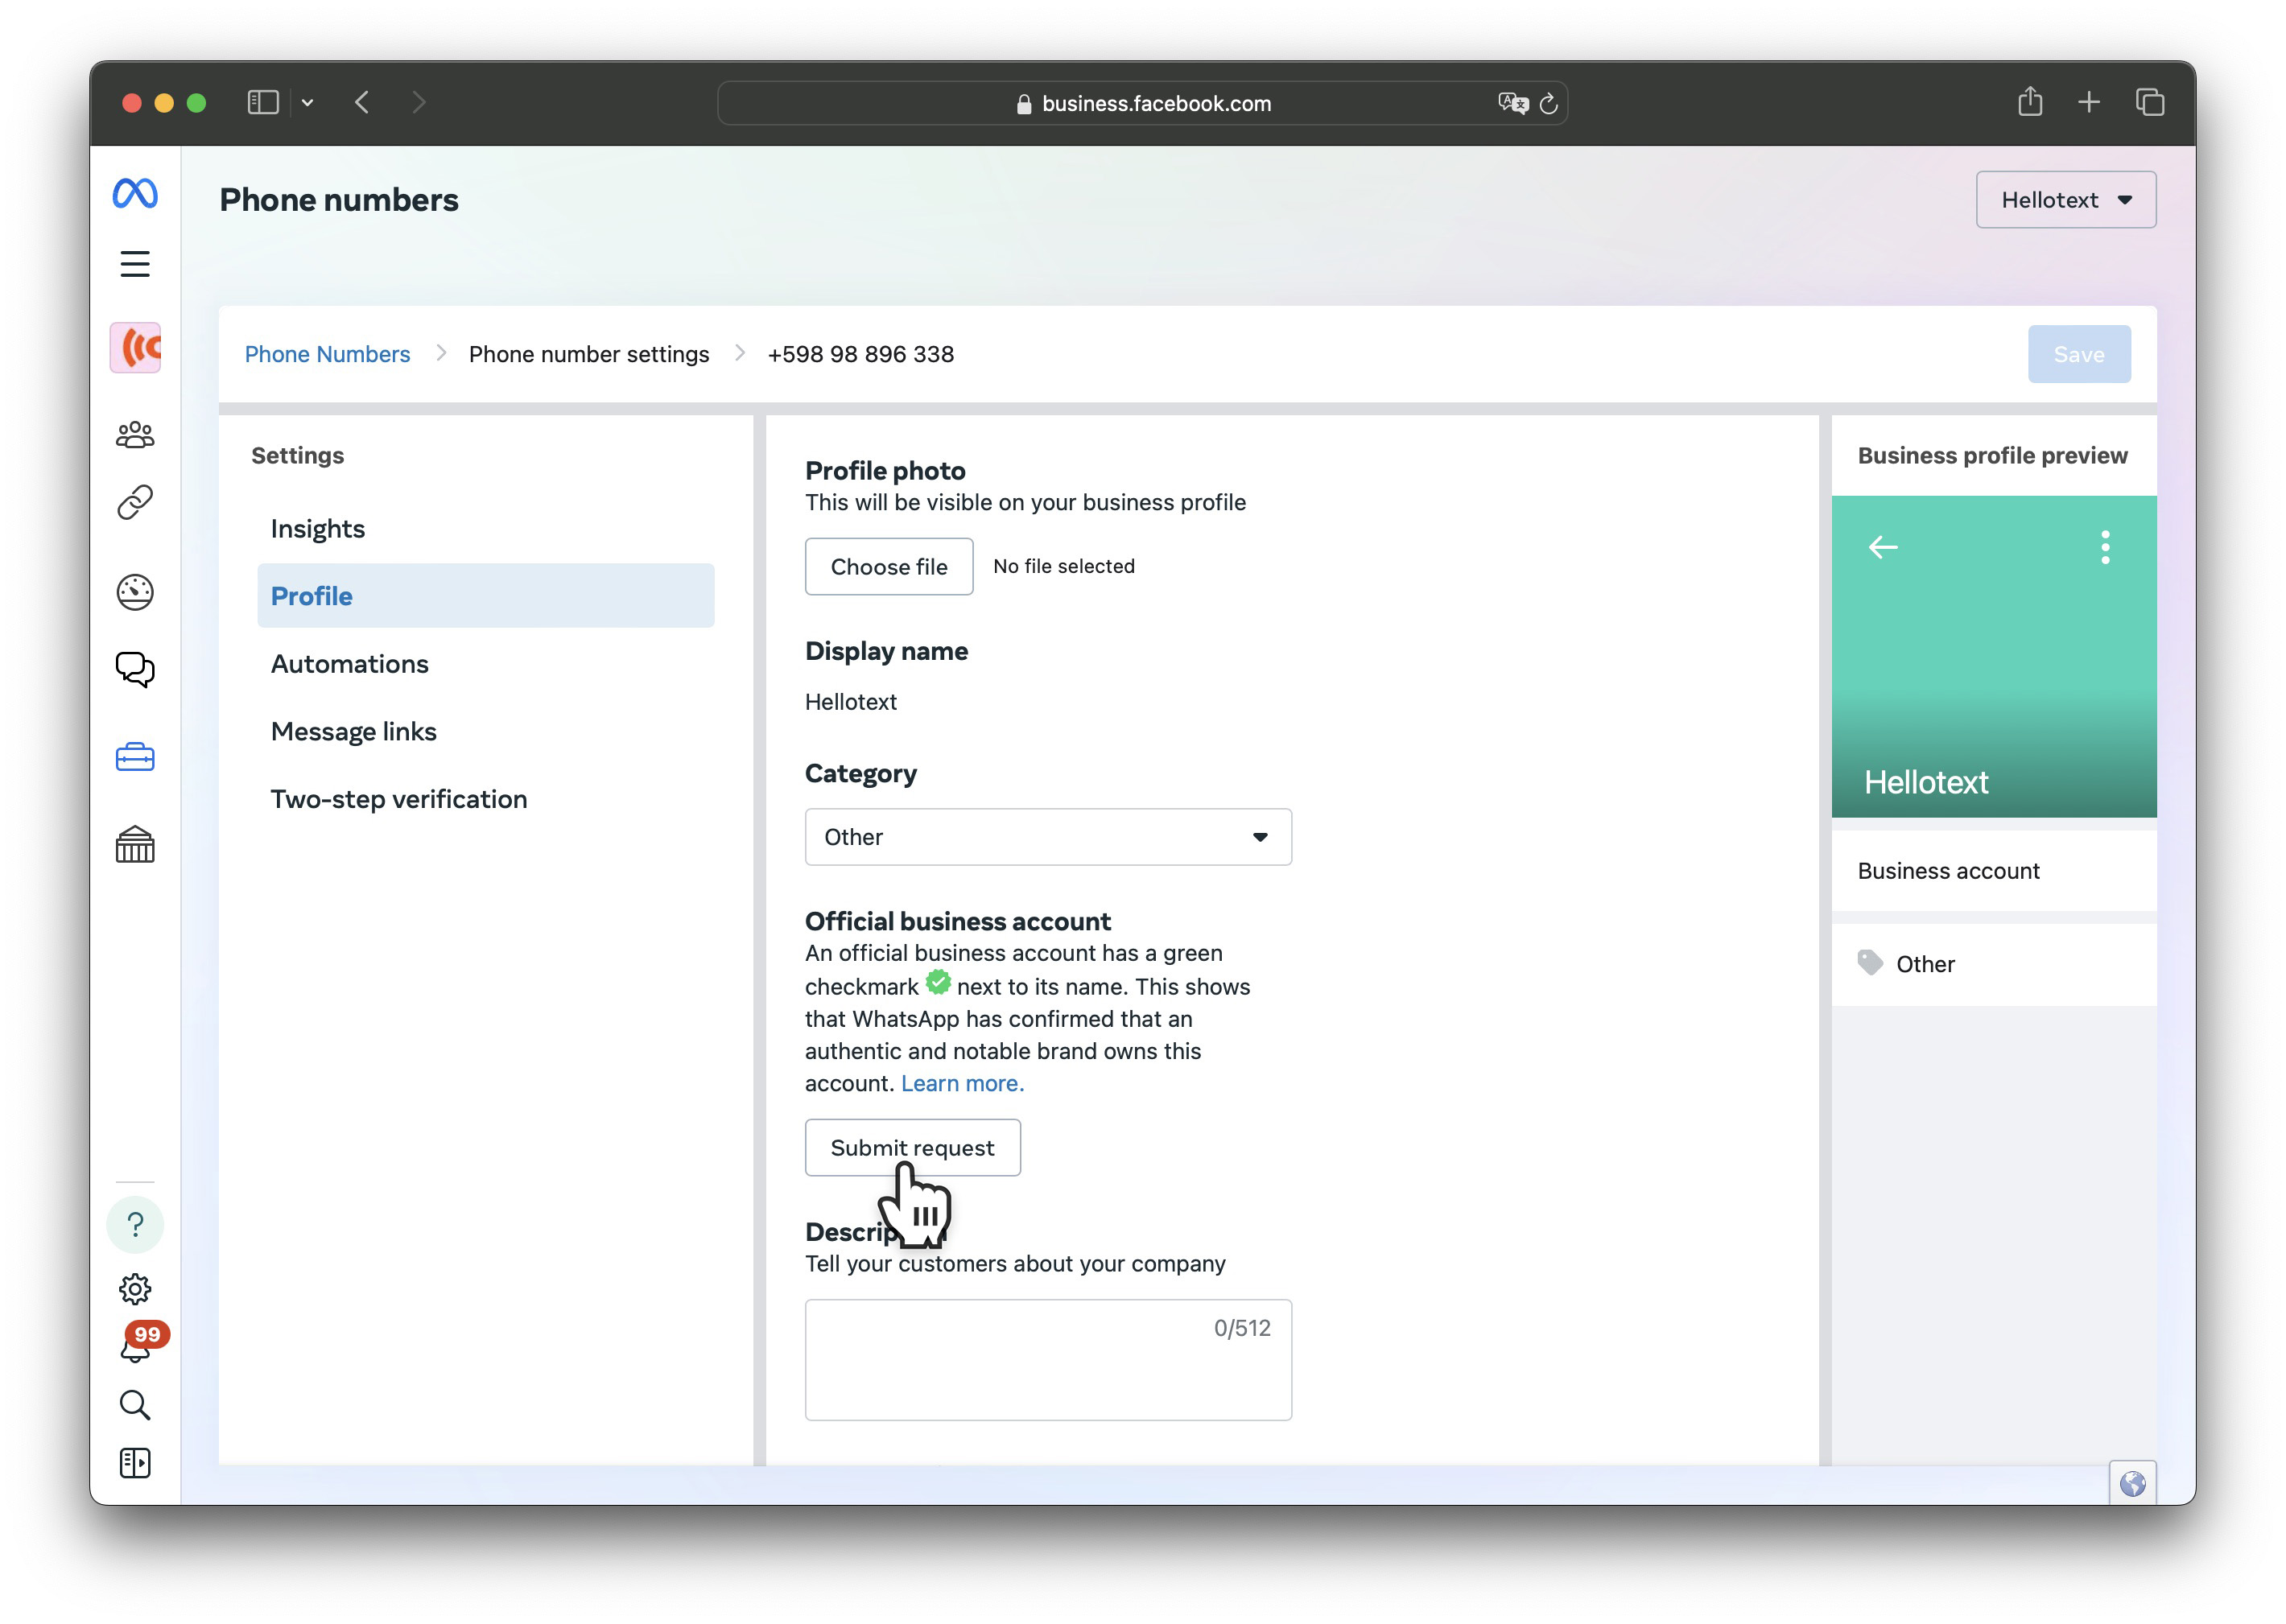 business.facebook.com
Phone numbers
Hellotext
Phone Numbers > Phone number settings > +598 98 896 338
Save
Settings
Insights
Profile
Automations
Message links
Two-step verification
Profile photo
This will be visible on your business profile
Choose file
No file selected
Display name
Hellotext
Category
Other
Official business account
An official business account has a green
checkmark next to its name. This shows
that WhatsApp has confirmed that an
authentic and notable brand owns this
account. Learn more.
Submit request
Tell your customers about your company
0/512
Business profile preview
Hellotext
Business account
Other
?
99